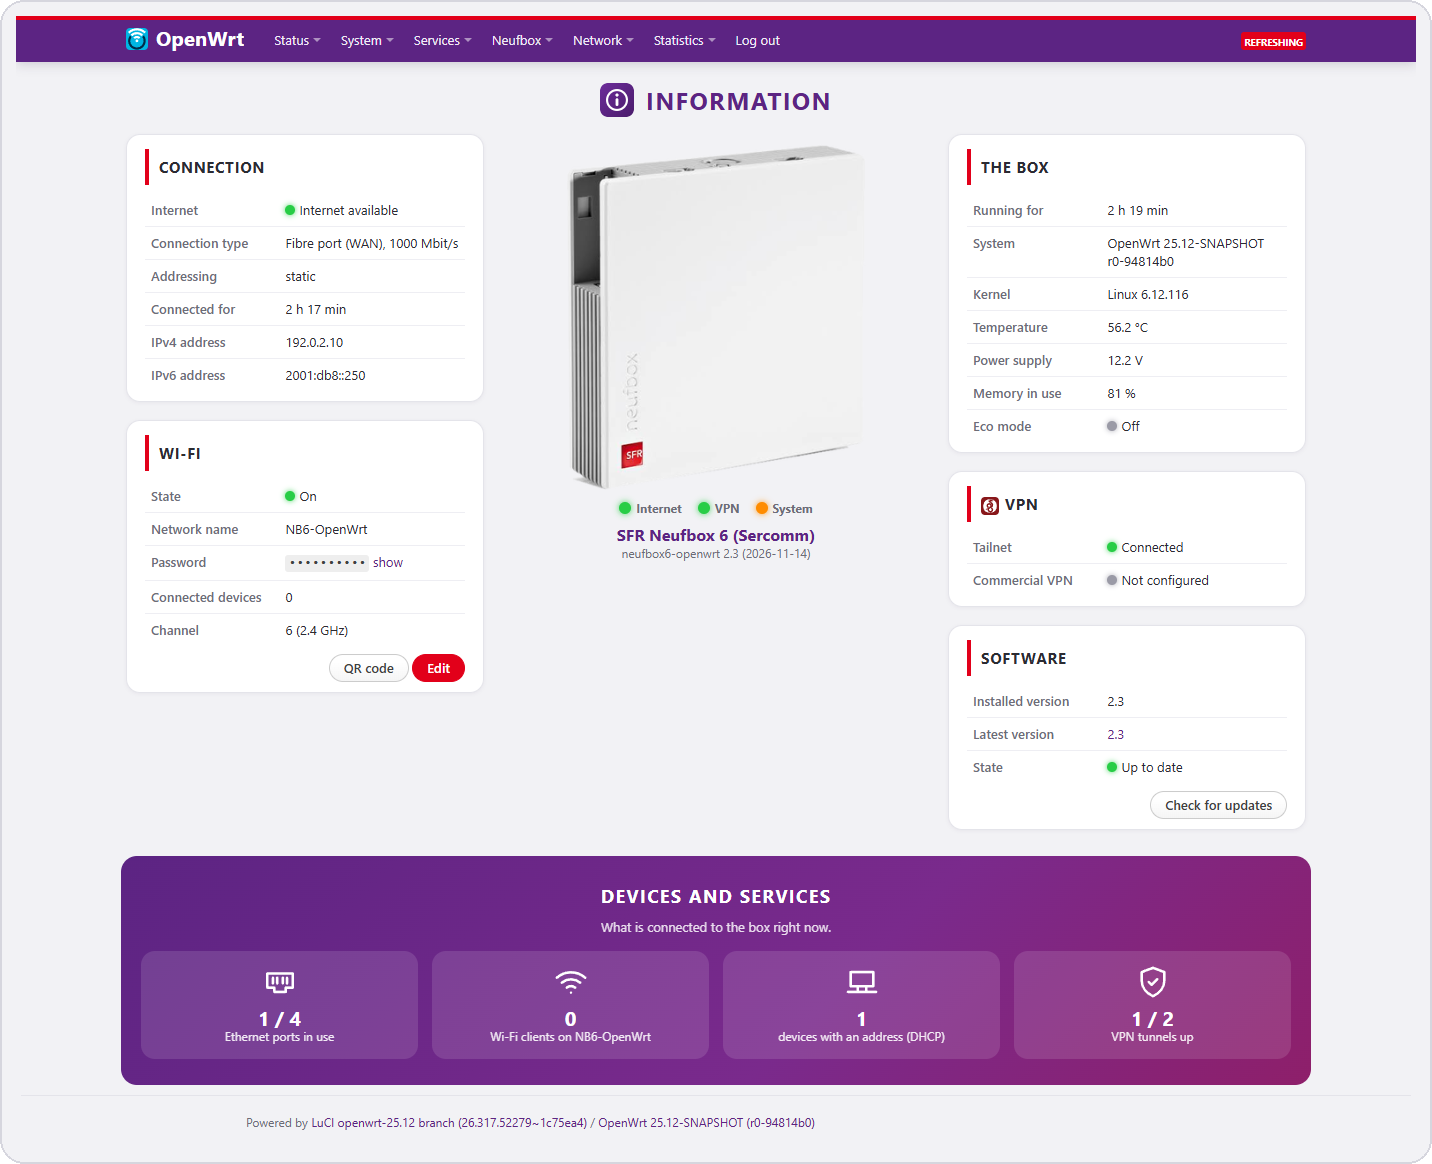 OpenWrt
Status
System
Services
Neufbox
Network
Statistics
Log out
REFRESHING
INFORMATION
CONNECTION
Internet Internet available
Connection type Fibre port (WAN), 1000 Mbit/s
Addressing static
Connected for 2 h 17 min
IPv4 address 192.0.2.10
IPv6 address 2001:db8::250
WI-FI
State On
Network name NB6-OpenWrt
Password •••••••••• show
Connected devices 0
Channel 6 (2.4 GHz)
QR code
Edit
neufbox
SFR
Internet
VPN
System
SFR Neufbox 6 (Sercomm)
neufbox6-openwrt 2.3 (2026-11-14)
THE BOX
Running for 2 h 19 min
System OpenWrt 25.12-SNAPSHOT
r0-94814b0
Kernel Linux 6.12.116
Temperature 56.2 °C
Power supply 12.2 V
Memory in use 81 %
Eco mode Off
VPN
Tailnet Connected
Commercial VPN Not configured
SOFTWARE
Installed version 2.3
Latest version 2.3
State Up to date
Check for updates
DEVICES AND SERVICES
What is connected to the box right now.
1 / 4
Ethernet ports in use
0
Wi-Fi clients on NB6-OpenWrt
1
devices with an address (DHCP)
1 / 2
VPN tunnels up
Powered by LuCI openwrt-25.12 branch (26.317.52279~1c75ea4) / OpenWrt 25.12-SNAPSHOT (r0-94814b0)